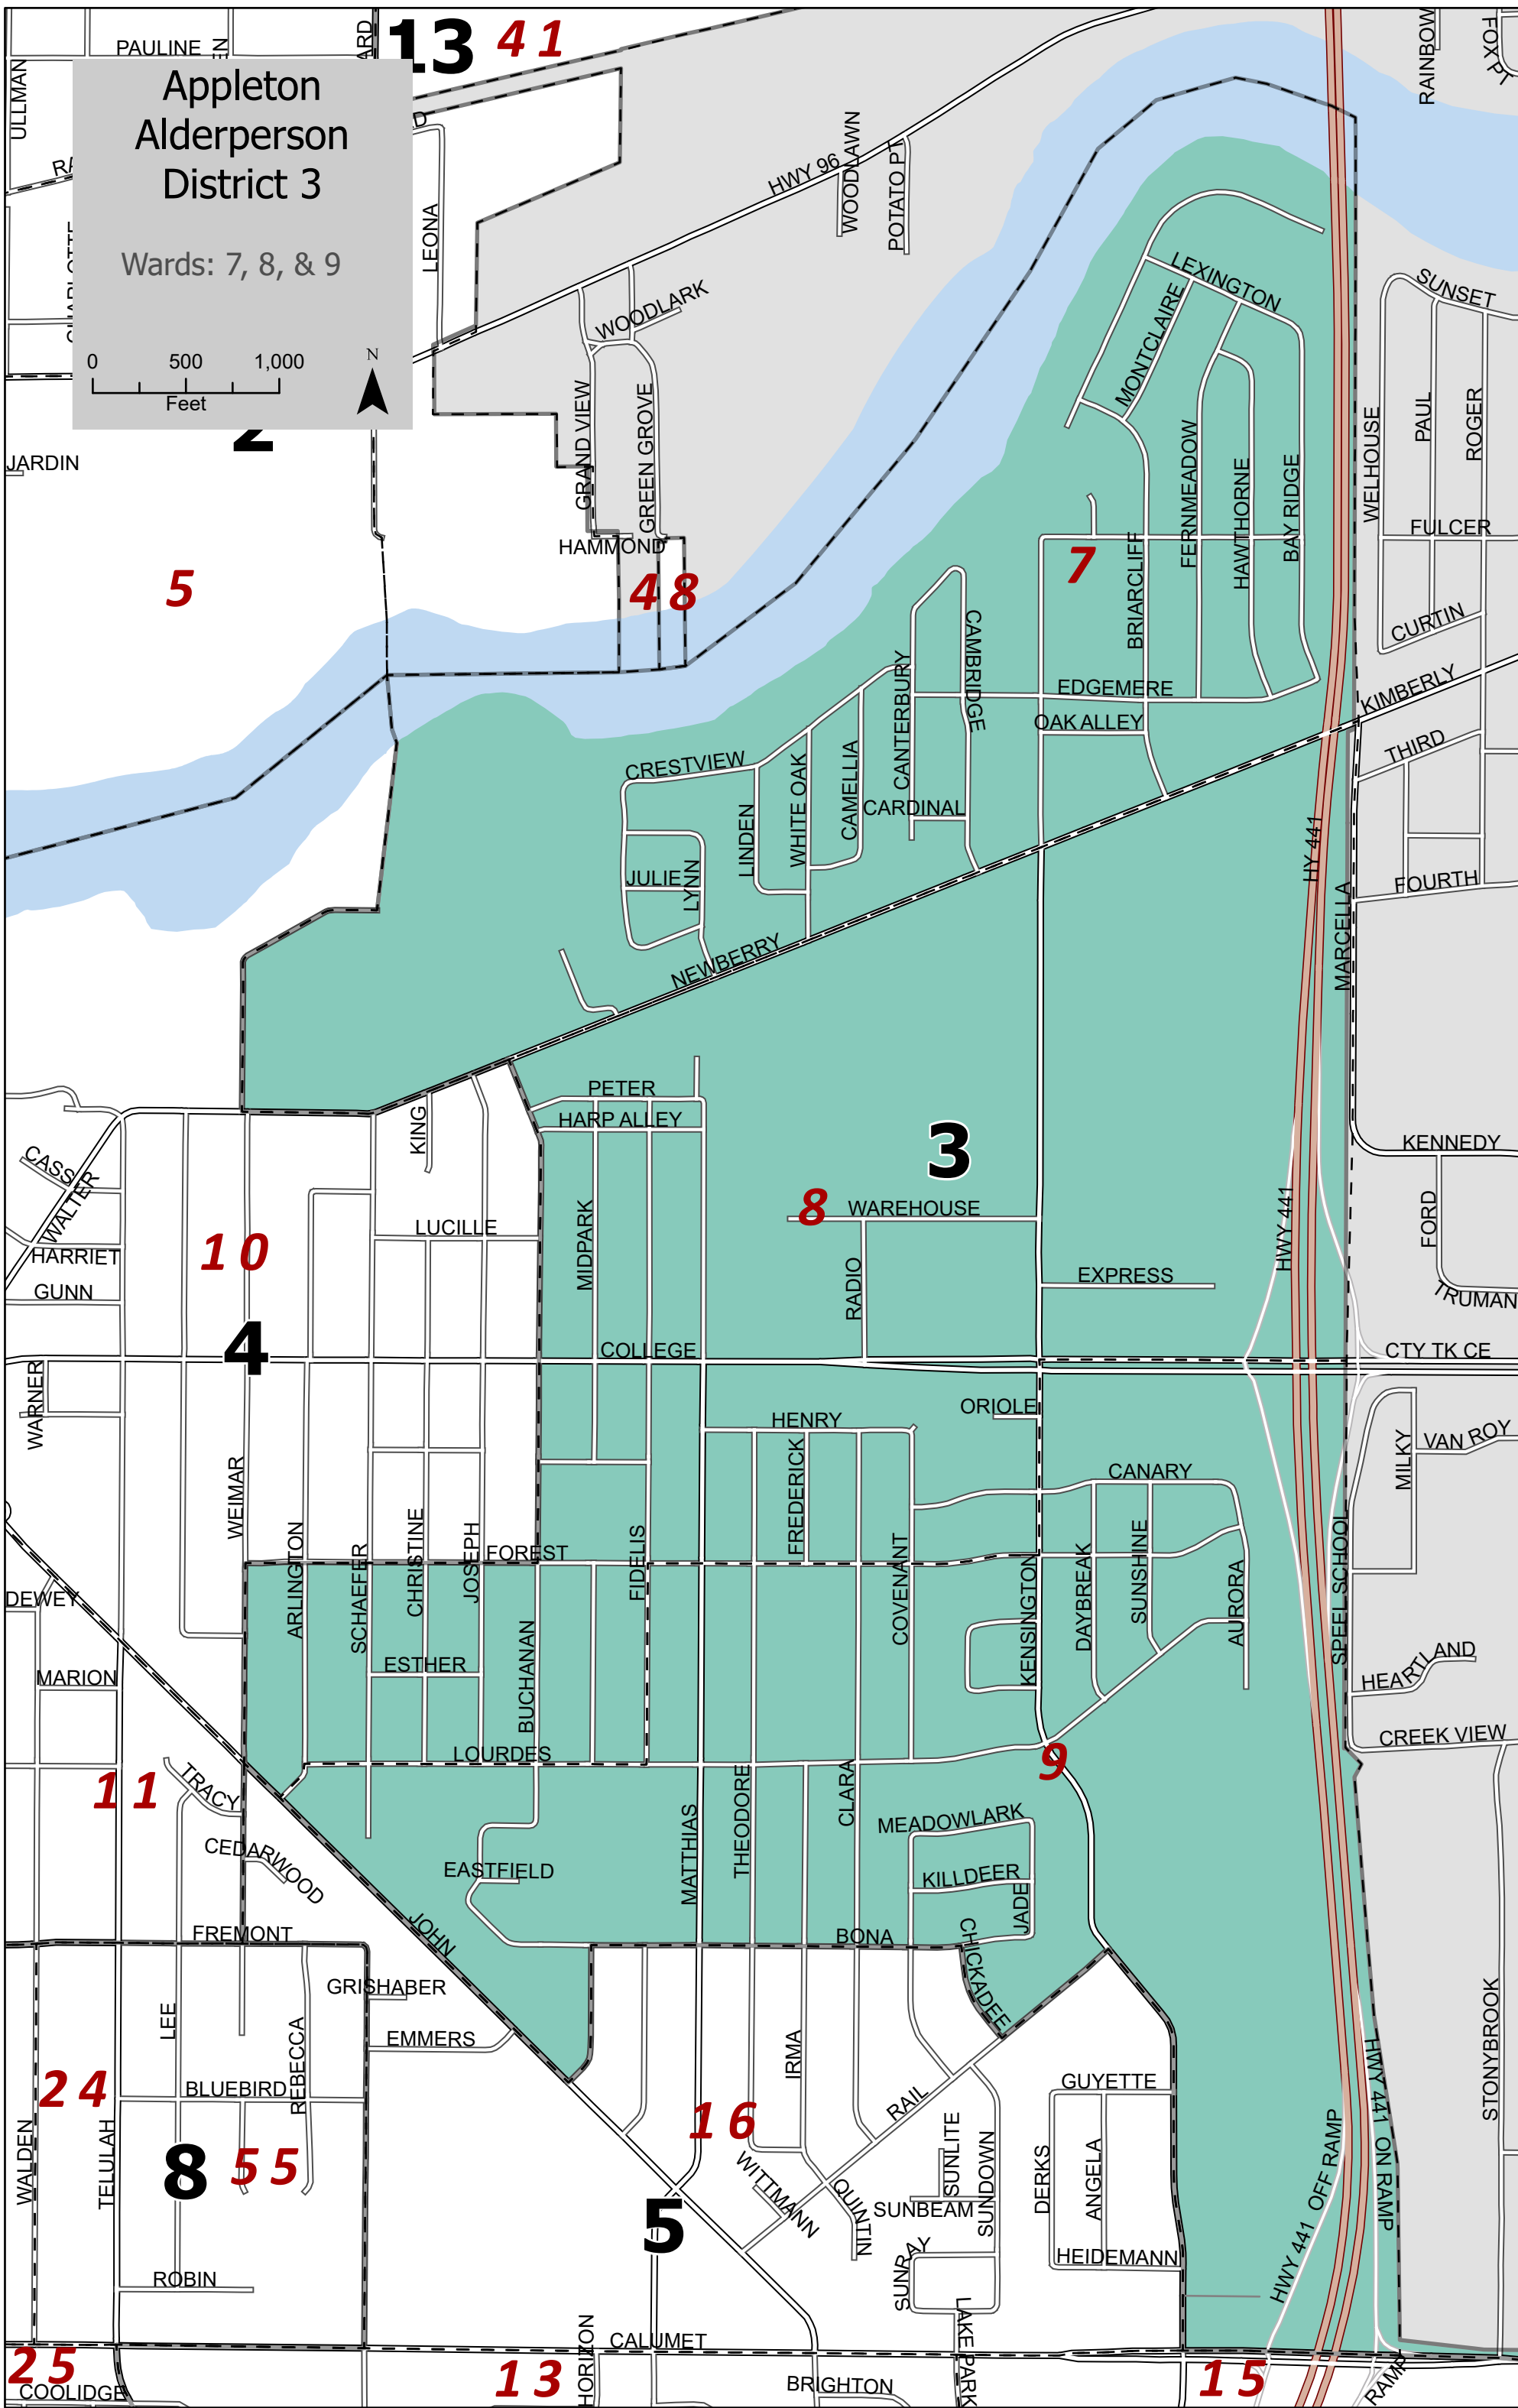 PAULINE
13
41
ULLMAN
RAINBOW
FOX PT
Appleton
Alderperson
District 3
Wards: 7, 8, & 9
0 500 1,000
Feet
N
LEONA
HWY 96
WOODLAWN
POTATO PT
WOODLARK
LEXINGTON
MONTCLAIRE
SUNSET
GRAND VIEW
GREEN GROVE
WELHOUSE
PAUL
ROGER
2
JARDIN
FERNMEADOW
HAWTHORNE
BAY RIDGE
BRIARCLIFF
FULCER
HAMMOND
5
48
7
CURTIN
CAMBRIDGE
CANTERBURY
EDGEMERE
KIMBERLY
OAK ALLEY
THIRD
CRESTVIEW
WHITE OAK
CAMELLIA
CARDINAL
LINDEN
JULIE
LYNN
HY 441
FOURTH
MARCELLA
NEWBERRY
PETER
HARP ALLEY
KING
3
KENNEDY
CASS
WALTER
8
WAREHOUSE
FORD
HARRIET
10
LUCILLE
MIDPARK
HWY 441
GUNN
RADIO
EXPRESS
TRUMAN
4
COLLEGE
CTY TK CE
WARNER
ORIOLE
HENRY
MILKY
VAN ROY
WEIMAR
FREDERICK
CANARY
ARLINGTON
SCHAEFER
CHRISTINE
JOSEPH
FOREST
FIDELIS
COVENANT
KENSINGTON
DAYBREAK
SUNSHINE
AURORA
SPEEL SCHOOL
DEWEY
MARION
ESTHER
BUCHANAN
HEARTLAND
CREEK VIEW
LOURDES
9
11
TRACY
CLARA
MATTHIAS
THEODORE
MEADOWLARK
CEDARWOOD
EASTFIELD
KILLDEER
JADE
FREMONT
JOHN
BONA
CHICKADEE
GRISHABER
LEE
EMMERS
REBECCA
IRMA
STONYBROOK
24
BLUEBIRD
16
RAIL
GUYETTE
HWY 441 ON RAMP
WALDEN
TELULAH
8
55
WITTMANN
QUINTIN
SUNLITE
SUNBEAM
SUNDOWN
DERKS
ANGELA
HWY 441 OFF RAMP
5
SUNRAY
HEIDEMANN
ROBIN
LAKE PARK
HORIZON
CALUMET
25
COOLIDGE
13
BRIGHTON
15
RAMP